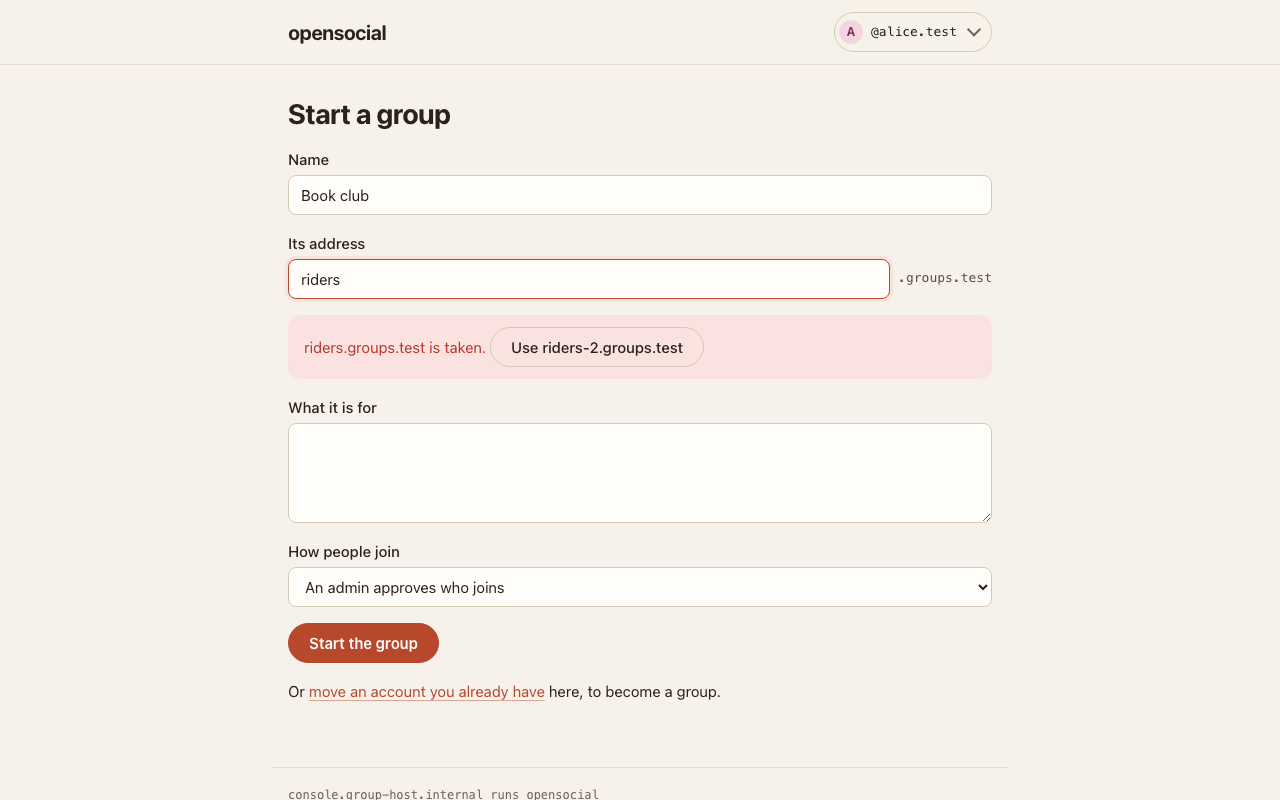 opensocial
A @alice.test
Start a group
Name
Book club
Its address
riders .groups.test
riders.groups.test is taken. Use riders-2.groups.test
What it is for
How people join
An admin approves who joins
Start the group
Or move an account you already have here, to become a group.
console.group-host.internal runs opensocial